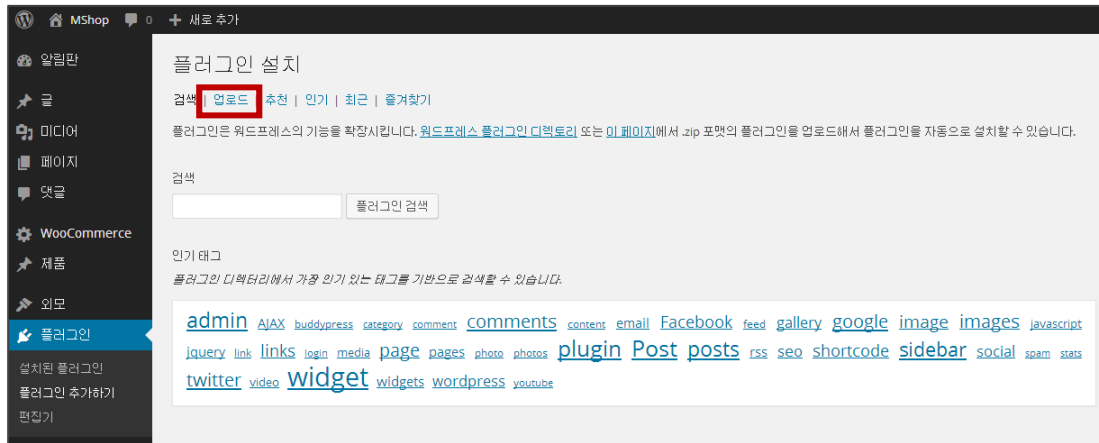 MShop 0 새로 추가
알림판
글
미디어
페이지
댓글
WooCommerce
제품
외모
플러그인
설치된 플러그인
플러그인 추가하기
편집기
플러그인 설치
검색 | 업로드 | 추천 | 인기 | 최근 | 즐겨찾기
플러그인은 워드프레스의 기능을 확장시킵니다. 워드프레스 플러그인 디렉토리 또는 이 페이지에서 .zip 포맷의 플러그인을 업로드해서 플러그인을 자동으로 설치할 수 있습니다.
검색
플러그인 검색
인기 태그
플러그인 디렉터리에서 가장 인기 있는 태그를 기반으로 검색할 수 있습니다.
admin AJAX buddypress category comment comments content email Facebook feed gallery google image images javascript
jquery link links login media page pages photo photos plugin Post posts rss seo shortcode sidebar social spam stats
twitter video widget widgets wordpress youtube